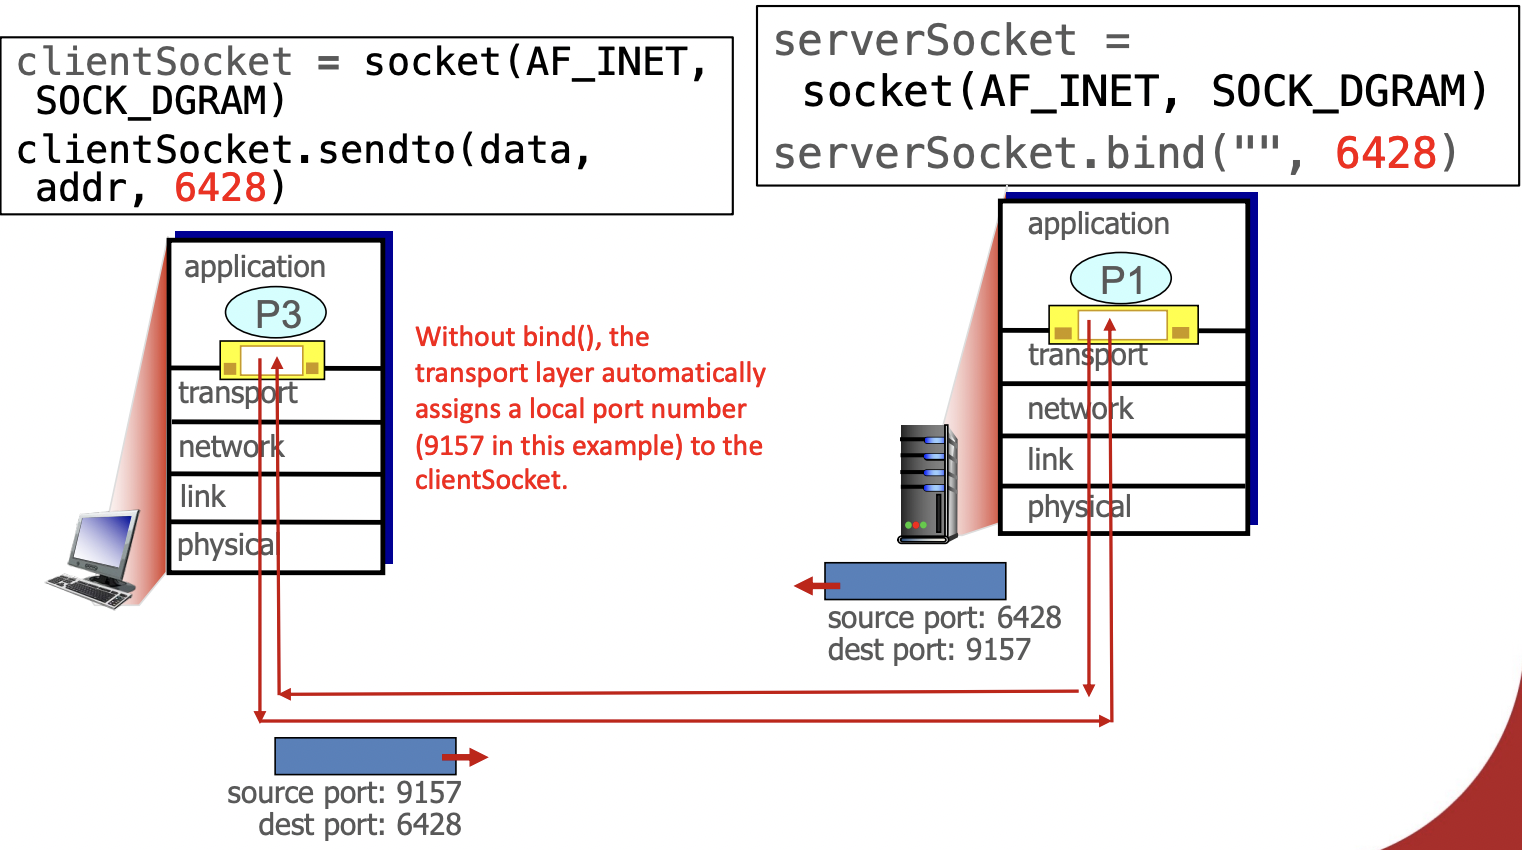 clientSocket = socket(AF_INET,
SOCK_DGRAM)
clientSocket.sendto(data,
addr, 6428)
serverSocket =
socket(AF_INET, SOCK_DGRAM)
serverSocket.bind("", 6428)
application
P3
transport
network
link
physical
Without bind(), the
transport layer automatically
assigns a local port number
(9157 in this example) to the
clientSocket.
application
P1
transport
network
link
physical
source port: 6428
dest port: 9157
source port: 9157
dest port: 6428